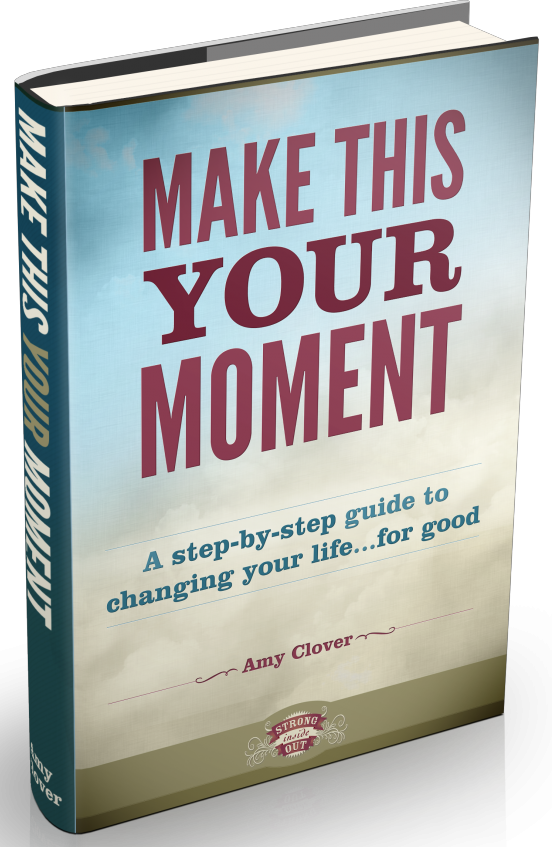 MAKE THIS
YOUR
MOMENT
A step-by-step guide to
changing your life...for good
Amy Clover
STRONG
inside
OUT
MAKE THIS YOUR MOMENT
Amy
Clover